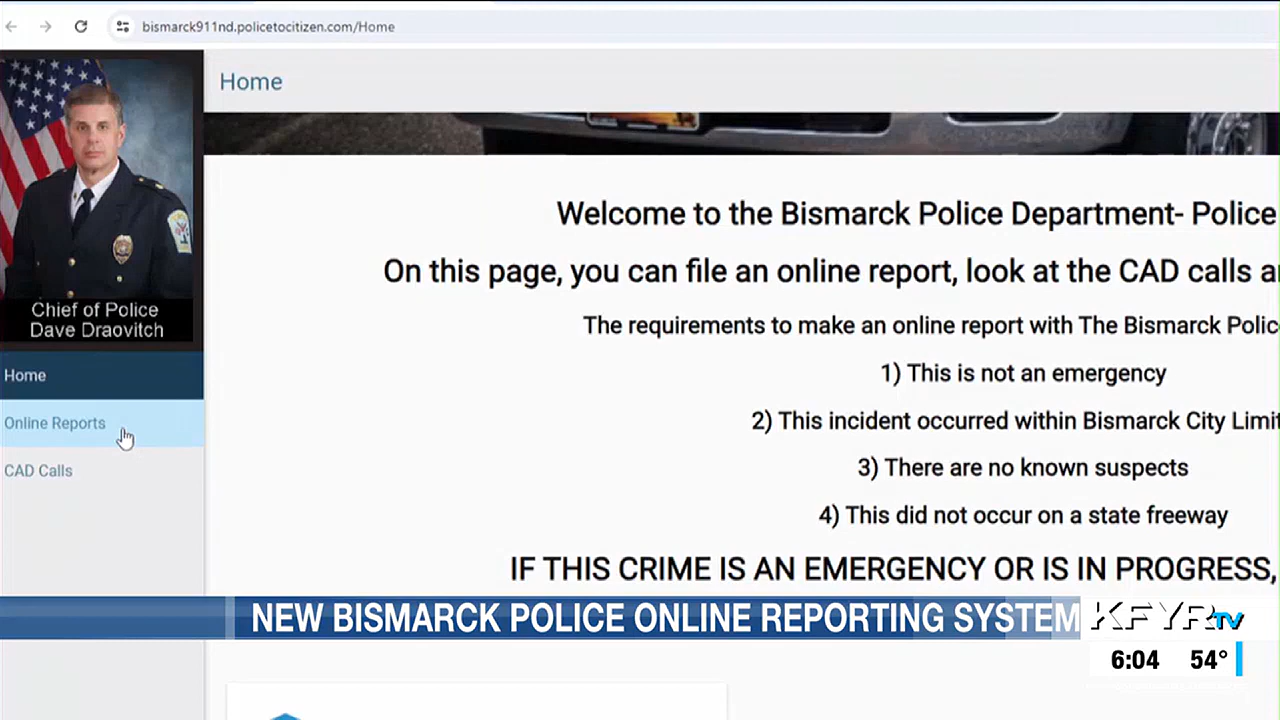 bismarck911nd.policetocitizen.com/Home
Home
Chief of Police
Dave Draovitch
Home
Online Reports
CAD Calls
Welcome to the Bismarck Police Department- Police
On this page, you can file an online report, look at the CAD calls a
The requirements to make an online report with The Bismarck Polic
1) This is not an emergency
2) This incident occurred within Bismarck City Limit
3) There are no known suspects
4) This did not occur on a state freeway
IF THIS CRIME IS AN EMERGENCY OR IS IN PROGRESS,
NEW BISMARCK POLICE ONLINE REPORTING SYSTEM
KFYR TV
6:04 54°